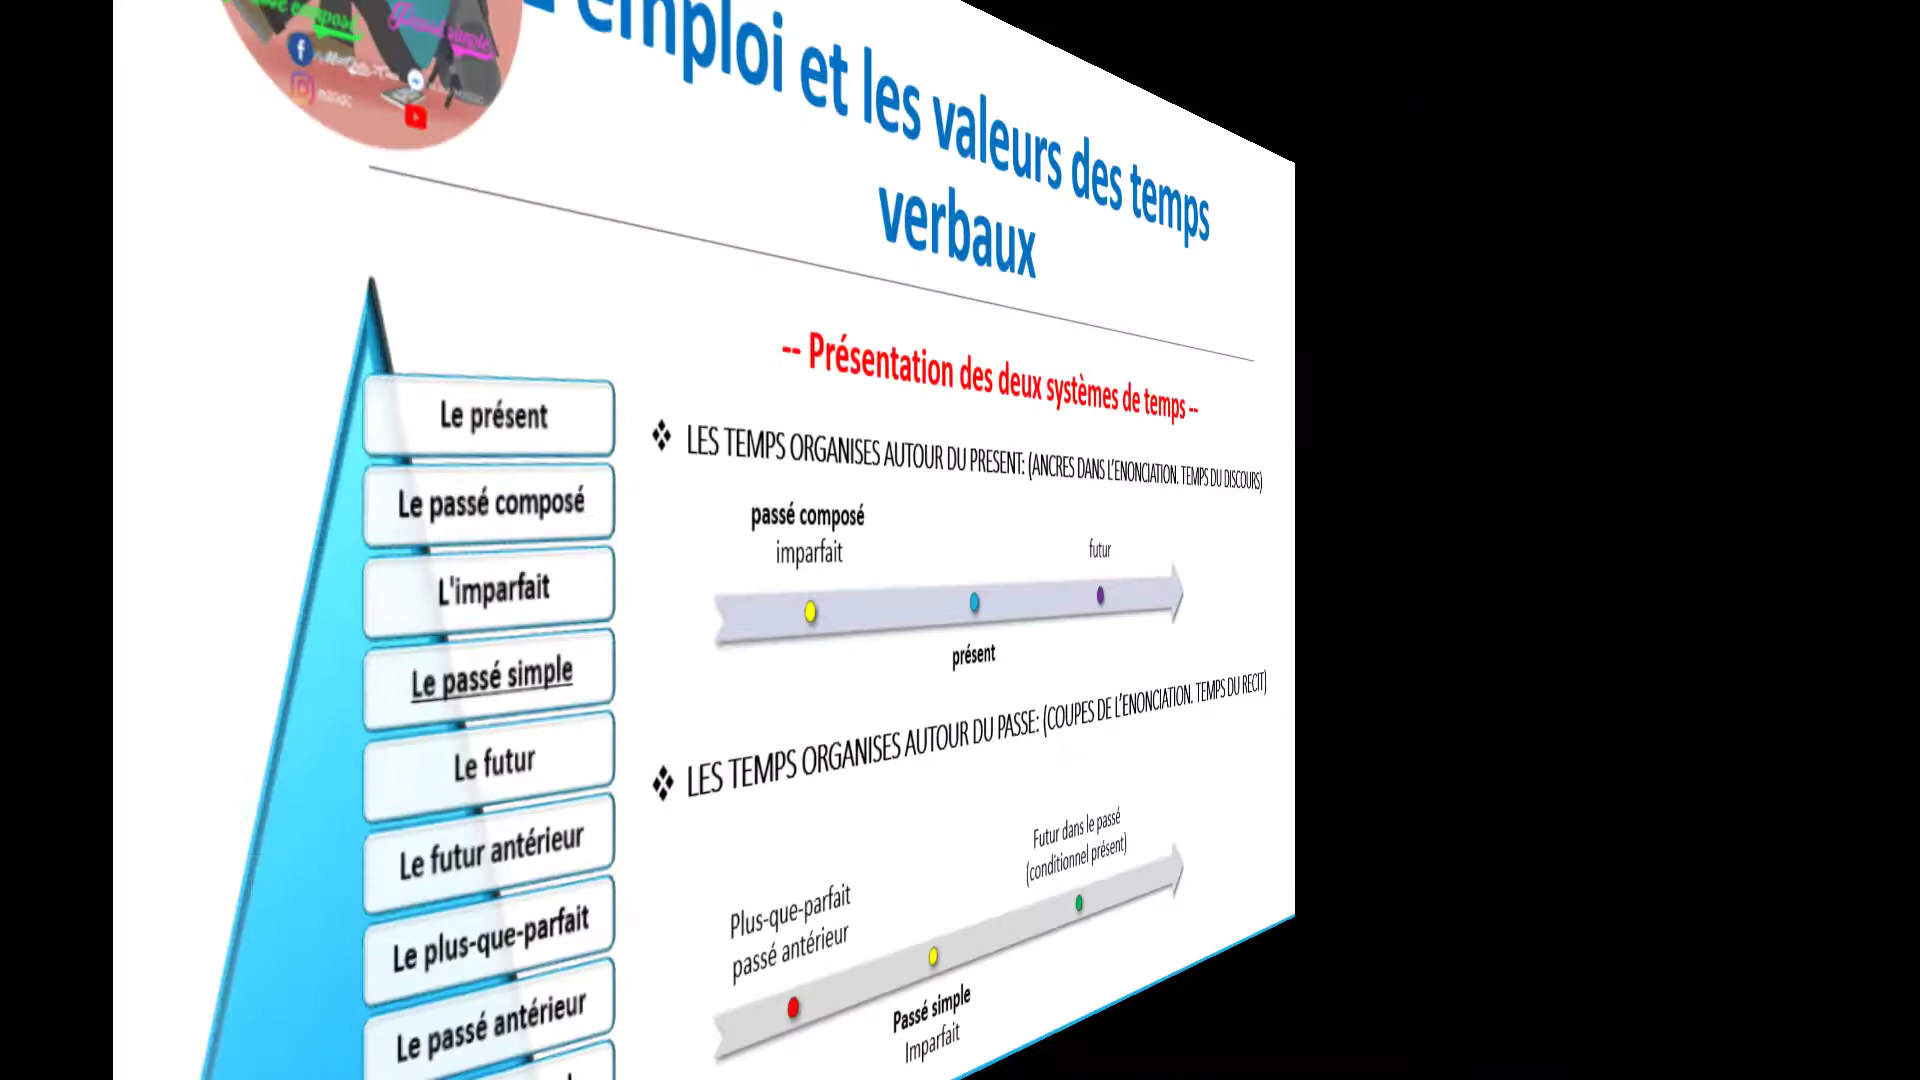 composé
Passé simple
emploi et les valeurs des temps
verbaux
-- Présentation des deux systèmes de temps --
Le présent
Le passé composé
L'imparfait
Le passé simple
Le futur
Le futur antérieur
Le plus-que-parfait
Le passé antérieur
❖ LES TEMPS ORGANISES AUTOUR DU PRESENT: (ANCRES DANS L'ENONCIATION. TEMPS DU DISCOURS)
passé composé
imparfait
futur
présent
❖ LES TEMPS ORGANISES AUTOUR DU PASSE: (COUPES DE L'ENONCIATION. TEMPS DU RECIT)
Futur dans le passé
(conditionnel présent)
Plus-que-parfait
passé antérieur
Passé simple
Imparfait